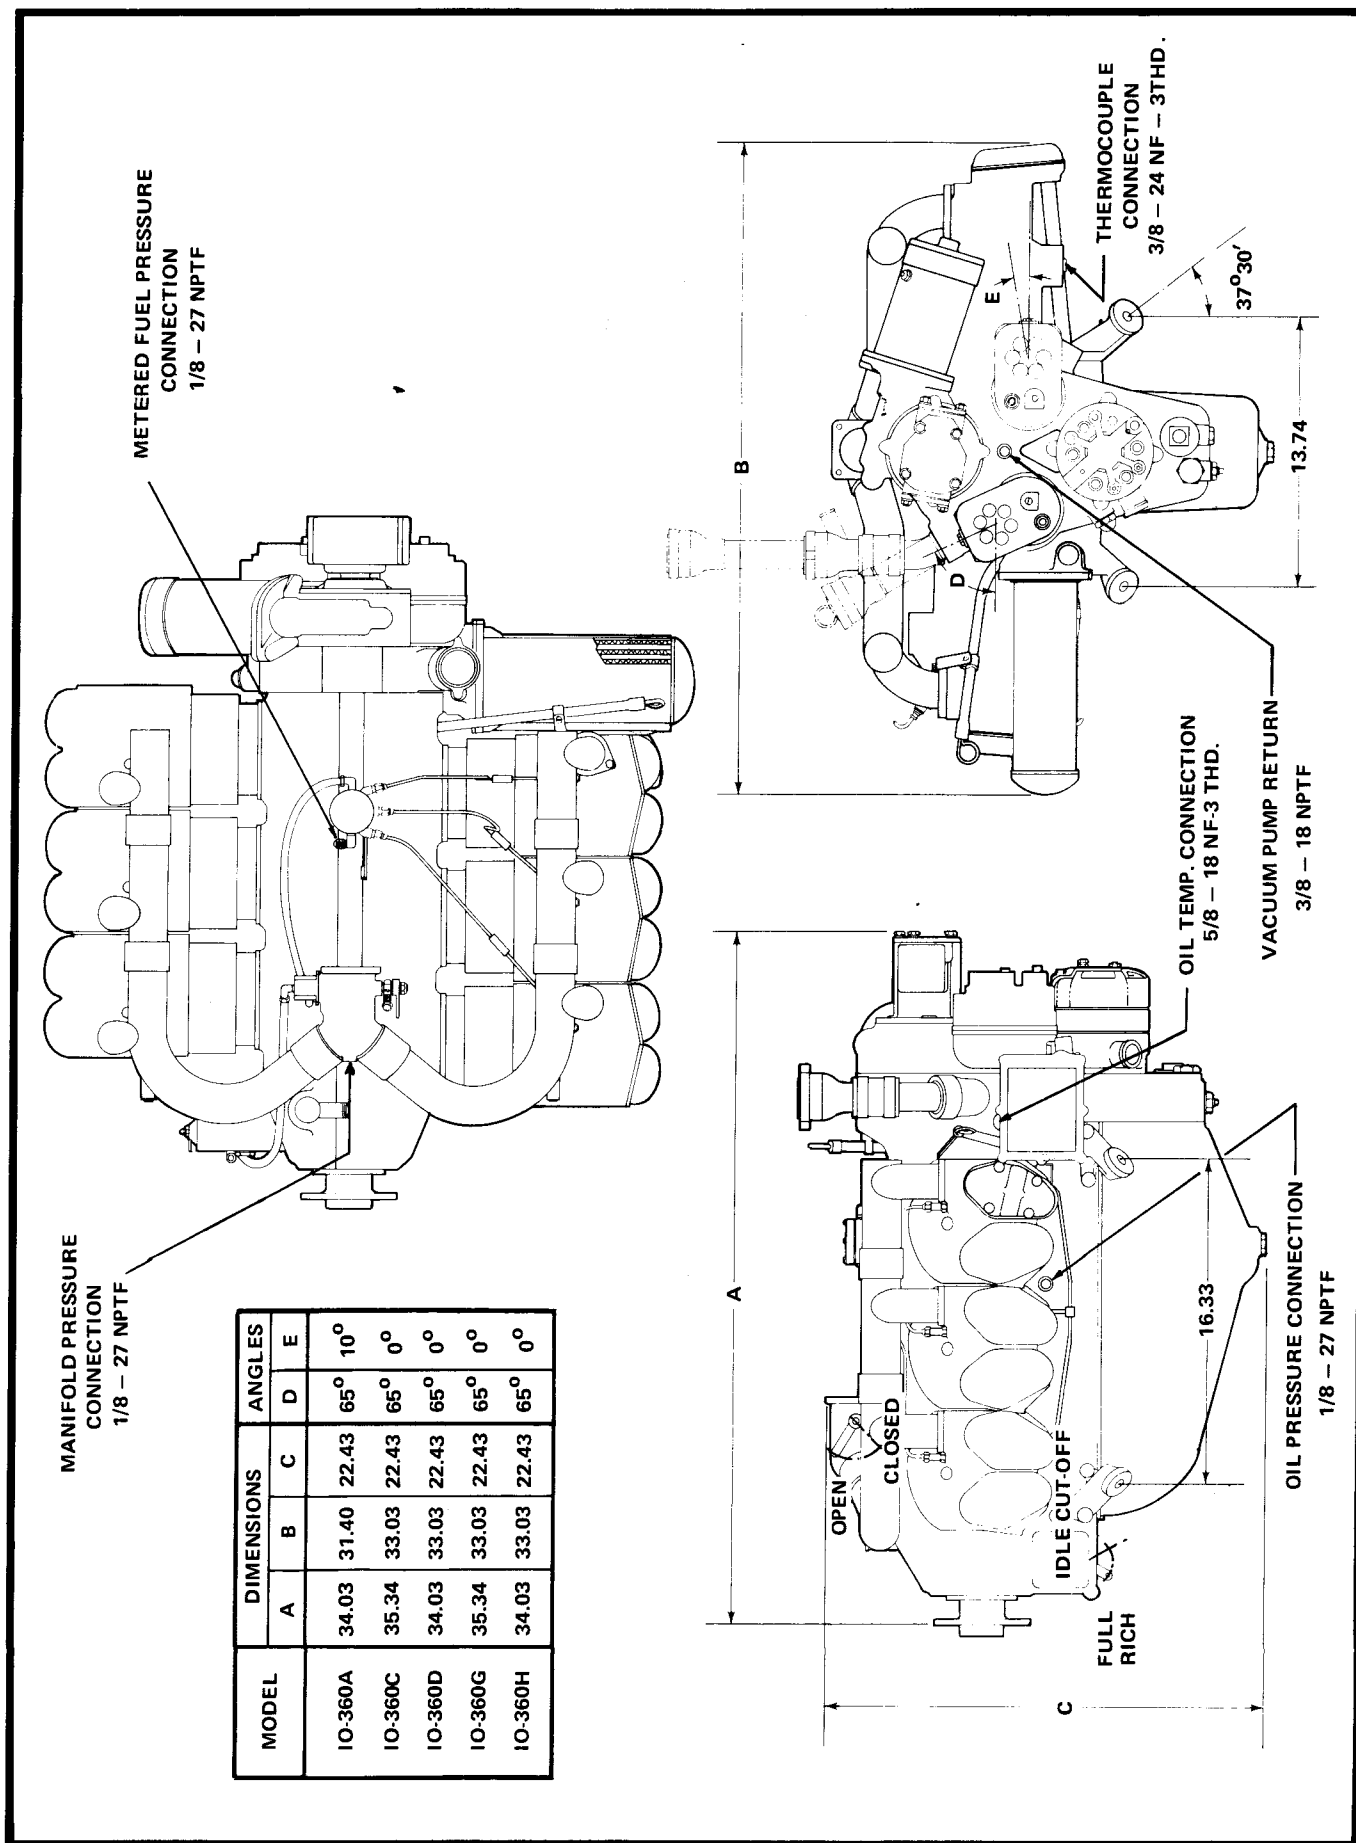 MANIFOLD PRESSURE
CONNECTION
1/8 – 27 NPTF
METERED FUEL PRESSURE
CONNECTION
1/8 – 27 NPTF
MODEL DIMENSIONS ANGLES
A B C D E
IO-360A 34.03 31.40 22.43 65° 10°
IO-360C 35.34 33.03 22.43 65° 0°
IO-360D 34.03 33.03 22.43 65° 0°
IO-360G 35.34 33.03 22.43 65° 0°
IO-360H 34.03 33.03 22.43 65° 0°
A
C
OPEN
CLOSED
IDLE CUT-OFF
FULL
RICH
16.33
OIL TEMP. CONNECTION
5/8 – 18 NF-3 THD.
OIL PRESSURE CONNECTION
1/8 – 27 NPTF
B
D
E
THERMOCOUPLE
CONNECTION
3/8 – 24 NF – 3THD.
37°30′
13.74
VACUUM PUMP RETURN
3/8 – 18 NPTF